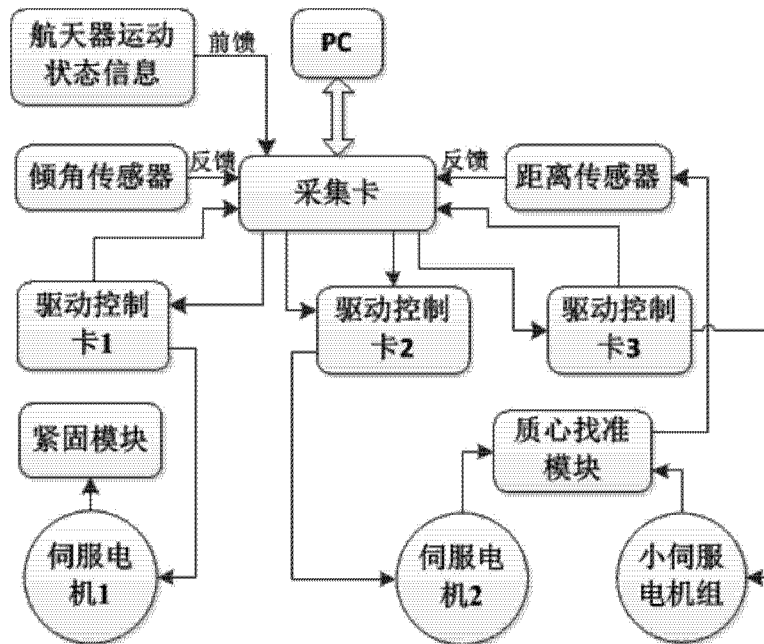 航天器运动
状态信息
前馈
PC
倾角传感器
反馈
采集卡
反馈
距离传感器
驱动控制
卡1
驱动控制
卡2
驱动控制
卡3
紧固模块
质心找准
模块
伺服电
机1
伺服电
机2
小伺服
电机组